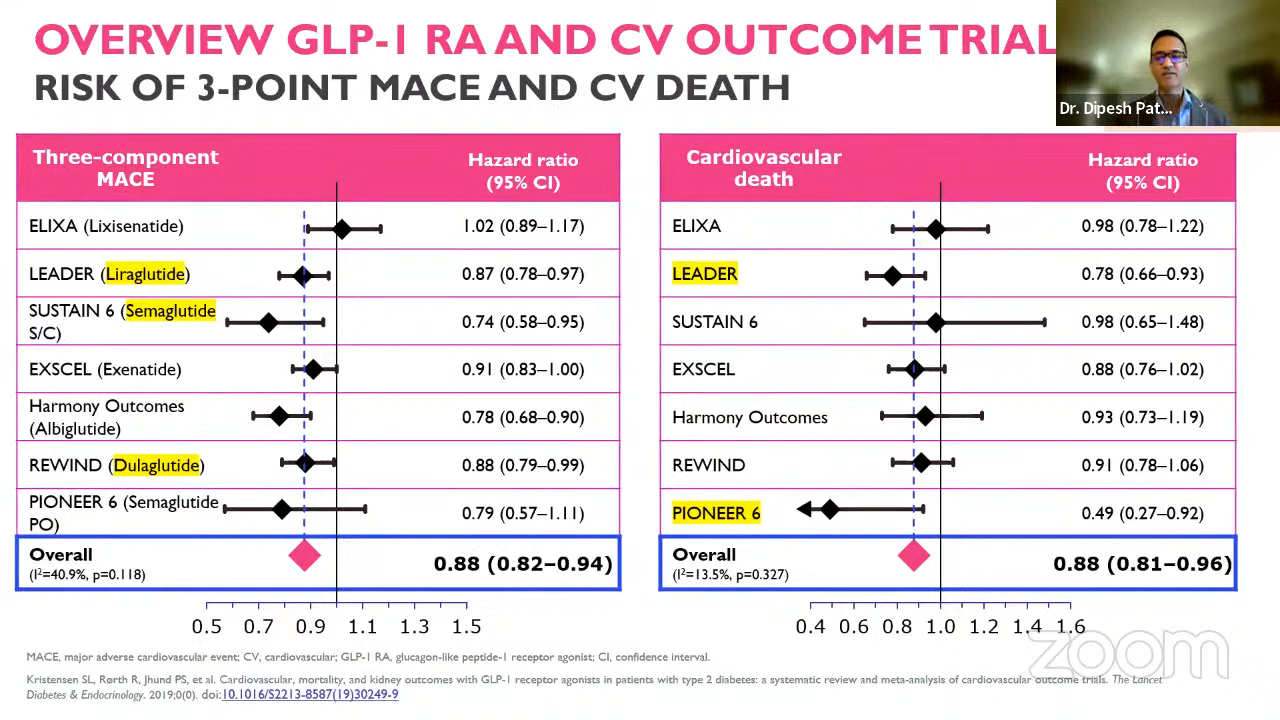 OVERVIEW GLP-1 RA AND CV OUTCOME TRIAL
RISK OF 3-POINT MACE AND CV DEATH
Dr. Dipesh Pat...
Three-component
MACE
Hazard ratio
(95% CI)
ELIXA (Lixisenatide)
1.02 (0.89–1.17)
LEADER (Liraglutide)
0.87 (0.78–0.97)
SUSTAIN 6 (Semaglutide
S/C)
0.74 (0.58–0.95)
EXSCEL (Exenatide)
0.91 (0.83–1.00)
Harmony Outcomes
(Albiglutide)
0.78 (0.68–0.90)
REWIND (Dulaglutide)
0.88 (0.79–0.99)
PIONEER 6 (Semaglutide
PO)
0.79 (0.57–1.11)
Overall
(I²=40.9%, p=0.118)
0.88 (0.82–0.94)
0.5 0.7 0.9 1.1 1.3 1.5
Cardiovascular
death
Hazard ratio
(95% CI)
ELIXA
0.98 (0.78–1.22)
LEADER
0.78 (0.66–0.93)
SUSTAIN 6
0.98 (0.65–1.48)
EXSCEL
0.88 (0.76–1.02)
Harmony Outcomes
0.93 (0.73–1.19)
REWIND
0.91 (0.78–1.06)
PIONEER 6
0.49 (0.27–0.92)
Overall
(I²=13.5%, p=0.327)
0.88 (0.81–0.96)
0.4 0.6 0.8 1.0 1.2 1.4 1.6
zoom
MACE, major adverse cardiovascular event; CV, cardiovascular; GLP-1 RA, glucagon-like peptide-1 receptor agonist; CI, confidence interval.
Kristensen SL, Rørth R, Jhund PS, et al. Cardiovascular, mortality, and kidney outcomes with GLP-1 receptor agonists in patients with type 2 diabetes: a systematic review and meta-analysis of cardiovascular outcome trials. The Lancet
Diabetes & Endocrinology. 2019;0(0). doi:10.1016/S2213-8587(19)30249-9